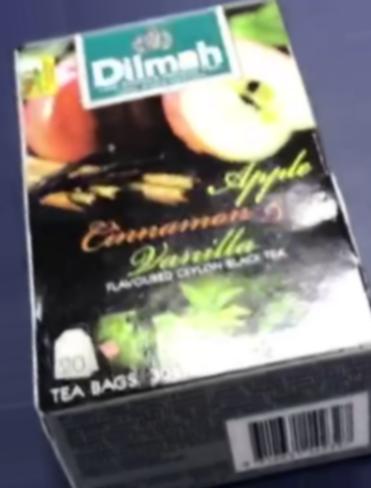 Dilmah
Apple
Cinnamon &
Vanilla
FLAVOURED CEYLON BLACK TEA
20
TEA BAGS